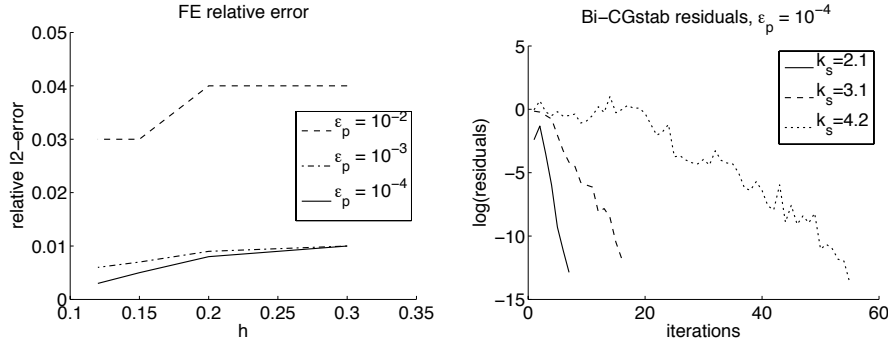 FE relative error
0.05
0.04
0.03
0.02
0.01
0
0.1
0.15
0.2
0.25
0.3
0.35
h
relative l2−error
ε_p = 10^{−2}
ε_p = 10^{−3}
ε_p = 10^{−4}
Bi−CGstab residuals, ε_p = 10^{−4}
5
0
−5
−10
−15
0
20
40
60
iterations
log(residuals)
k_s=2.1
k_s=3.1
k_s=4.2